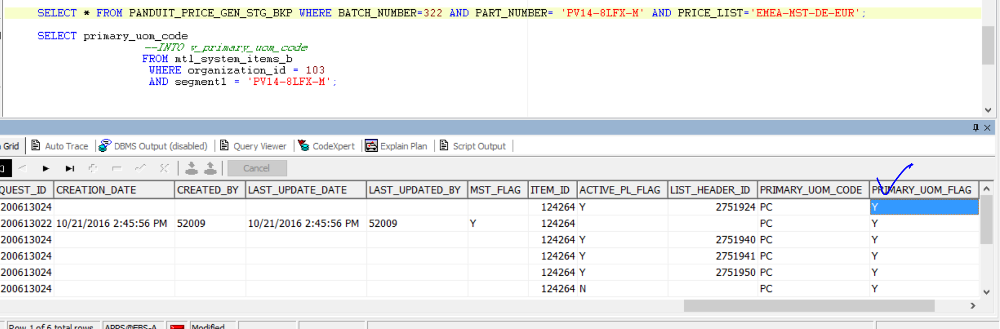 SELECT * FROM PANDUIT_PRICE_GEN_STG_BKP WHERE BATCH_NUMBER=322 AND PART_NUMBER= 'PV14-8LFX-M' AND PRICE_LIST='EMEA-MST-DE-EUR';
SELECT primary_uom_code
--INTO v_primary_uom_code
FROM mtl_system_items_b
WHERE organization_id = 103
AND segment1 = 'PV14-8LFX-M';
Grid Auto Trace DBMS Output (disabled) Query Viewer CodeXpert Explain Plan Script Output
Cancel
QUEST_ID CREATION_DATE CREATED_BY LAST_UPDATE_DATE LAST_UPDATED_BY MST_FLAG ITEM_ID ACTIVE_PL_FLAG LIST_HEADER_ID PRIMARY_UOM_CODE PRIMARY_UOM_FLAG
200613024 124264 Y 2751924 PC Y
200613022 10/21/2016 2:45:56 PM 52009 10/21/2016 2:45:56 PM 52009 Y 124264 PC Y
200613024 124264 Y 2751940 PC Y
200613024 124264 Y 2751941 PC Y
200613024 124264 Y 2751950 PC Y
200613024 124264 N PC Y
Row 1 of 6 total rows APPS@EBS-A Modified